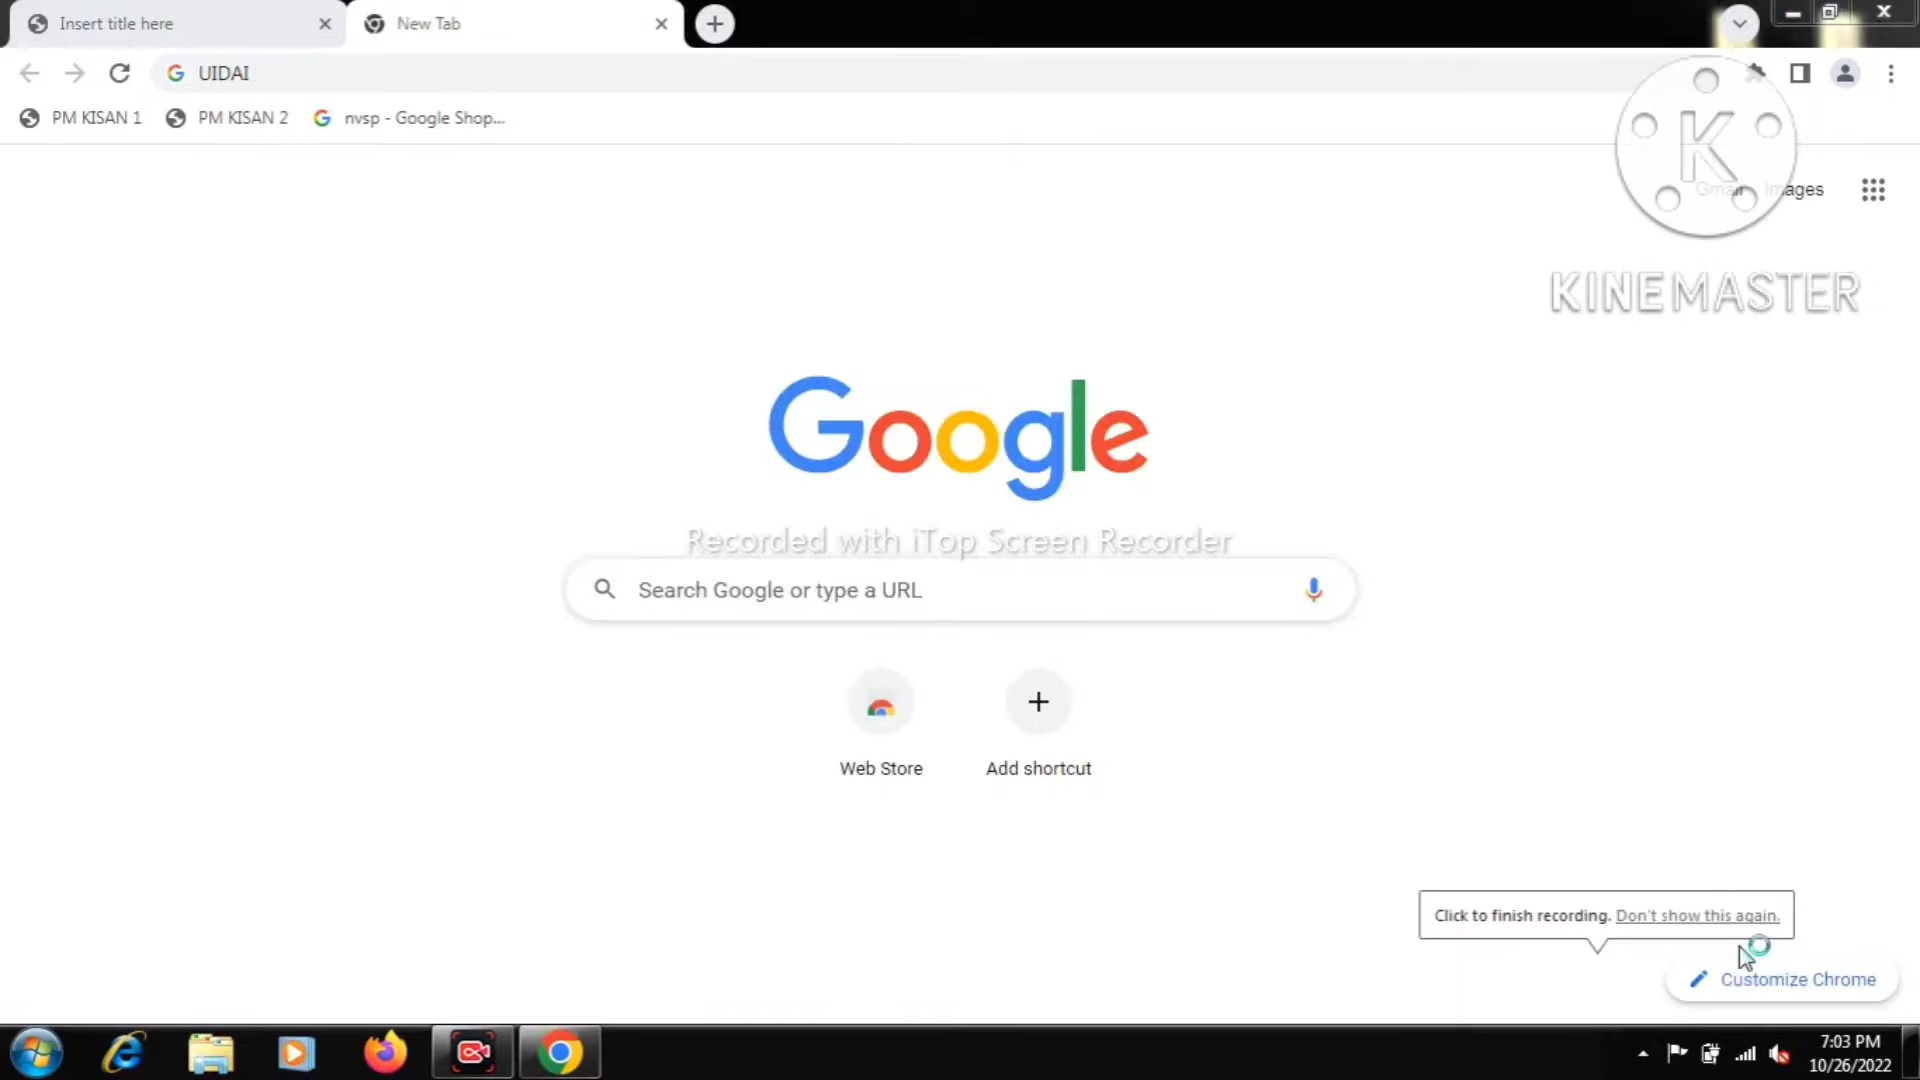 Insert title here
New Tab
UIDAI
PM KISAN 1
PM KISAN 2
nvsp - Google Shop...
Gmail
Images
K
KINEMASTER
Google
Recorded with iTop Screen Recorder
Search Google or type a URL
Web Store
Add shortcut
Click to finish recording. Don't show this again.
Customize Chrome
7:03 PM
10/26/2022